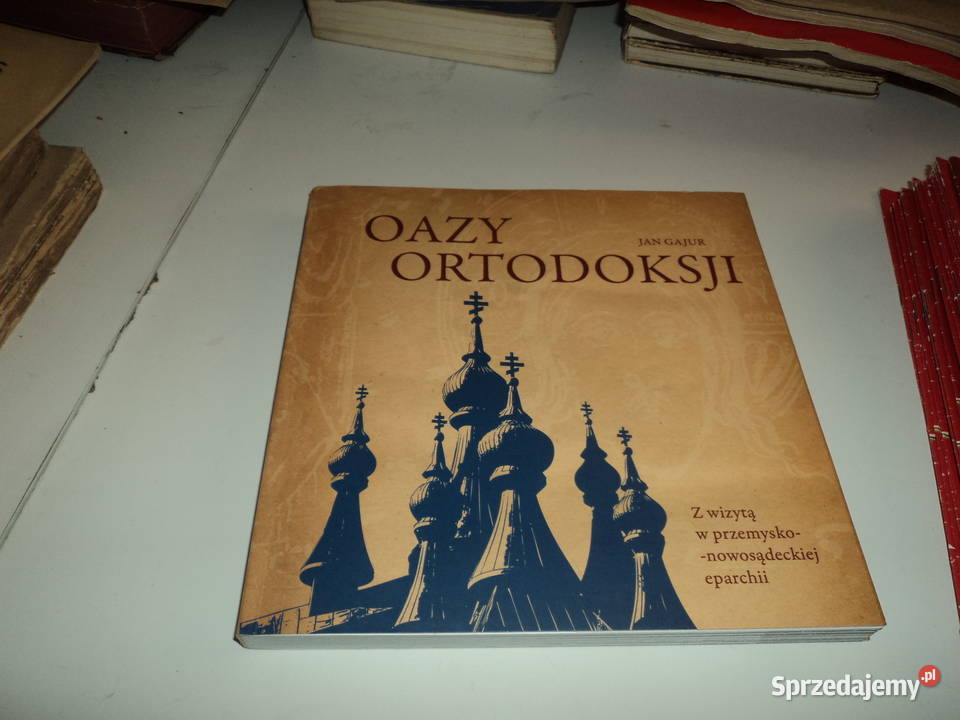 OAZY
JAN GAJUR
ORTODOKSJI
Z wizytą
w przemysko-
-nowosądeckiej
eparchii
Sprzedajemy.pl